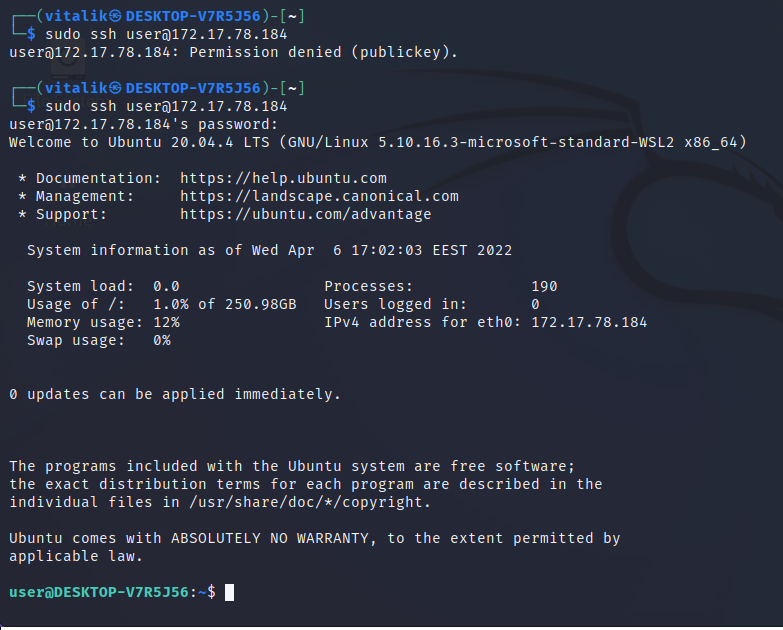 ┌──(vitalik㉿DESKTOP-V7R5J56)-[~]
└─$ sudo ssh user@172.17.78.184
user@172.17.78.184: Permission denied (publickey).
┌──(vitalik㉿DESKTOP-V7R5J56)-[~]
└─$ sudo ssh user@172.17.78.184
user@172.17.78.184's password:
Welcome to Ubuntu 20.04.4 LTS (GNU/Linux 5.10.16.3-microsoft-standard-WSL2 x86_64)
* Documentation:  https://help.ubuntu.com
* Management:     https://landscape.canonical.com
* Support:        https://ubuntu.com/advantage
System information as of Wed Apr  6 17:02:03 EEST 2022
System load:  0.0                Processes:             190
Usage of /:   1.0% of 250.98GB   Users logged in:       0
Memory usage: 12%                IPv4 address for eth0: 172.17.78.184
Swap usage:   0%
0 updates can be applied immediately.
The programs included with the Ubuntu system are free software;
the exact distribution terms for each program are described in the
individual files in /usr/share/doc/*/copyright.
Ubuntu comes with ABSOLUTELY NO WARRANTY, to the extent permitted by
applicable law.
user@DESKTOP-V7R5J56:~$